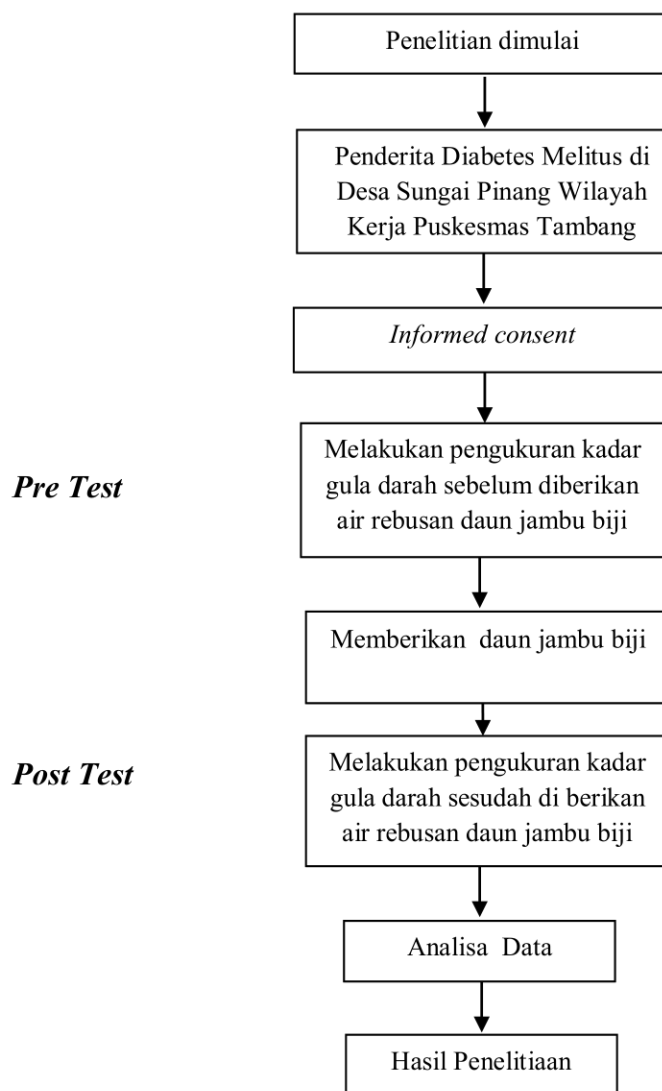 Penelitian dimulai
Penderita Diabetes Melitus di
Desa Sungai Pinang Wilayah
Kerja Puskesmas Tambang
Informed consent
Pre Test
Melakukan pengukuran kadar
gula darah sebelum diberikan
air rebusan daun jambu biji
Memberikan daun jambu biji
Post Test
Melakukan pengukuran kadar
gula darah sesudah di berikan
air rebusan daun jambu biji
Analisa Data
Hasil Penelitiaan